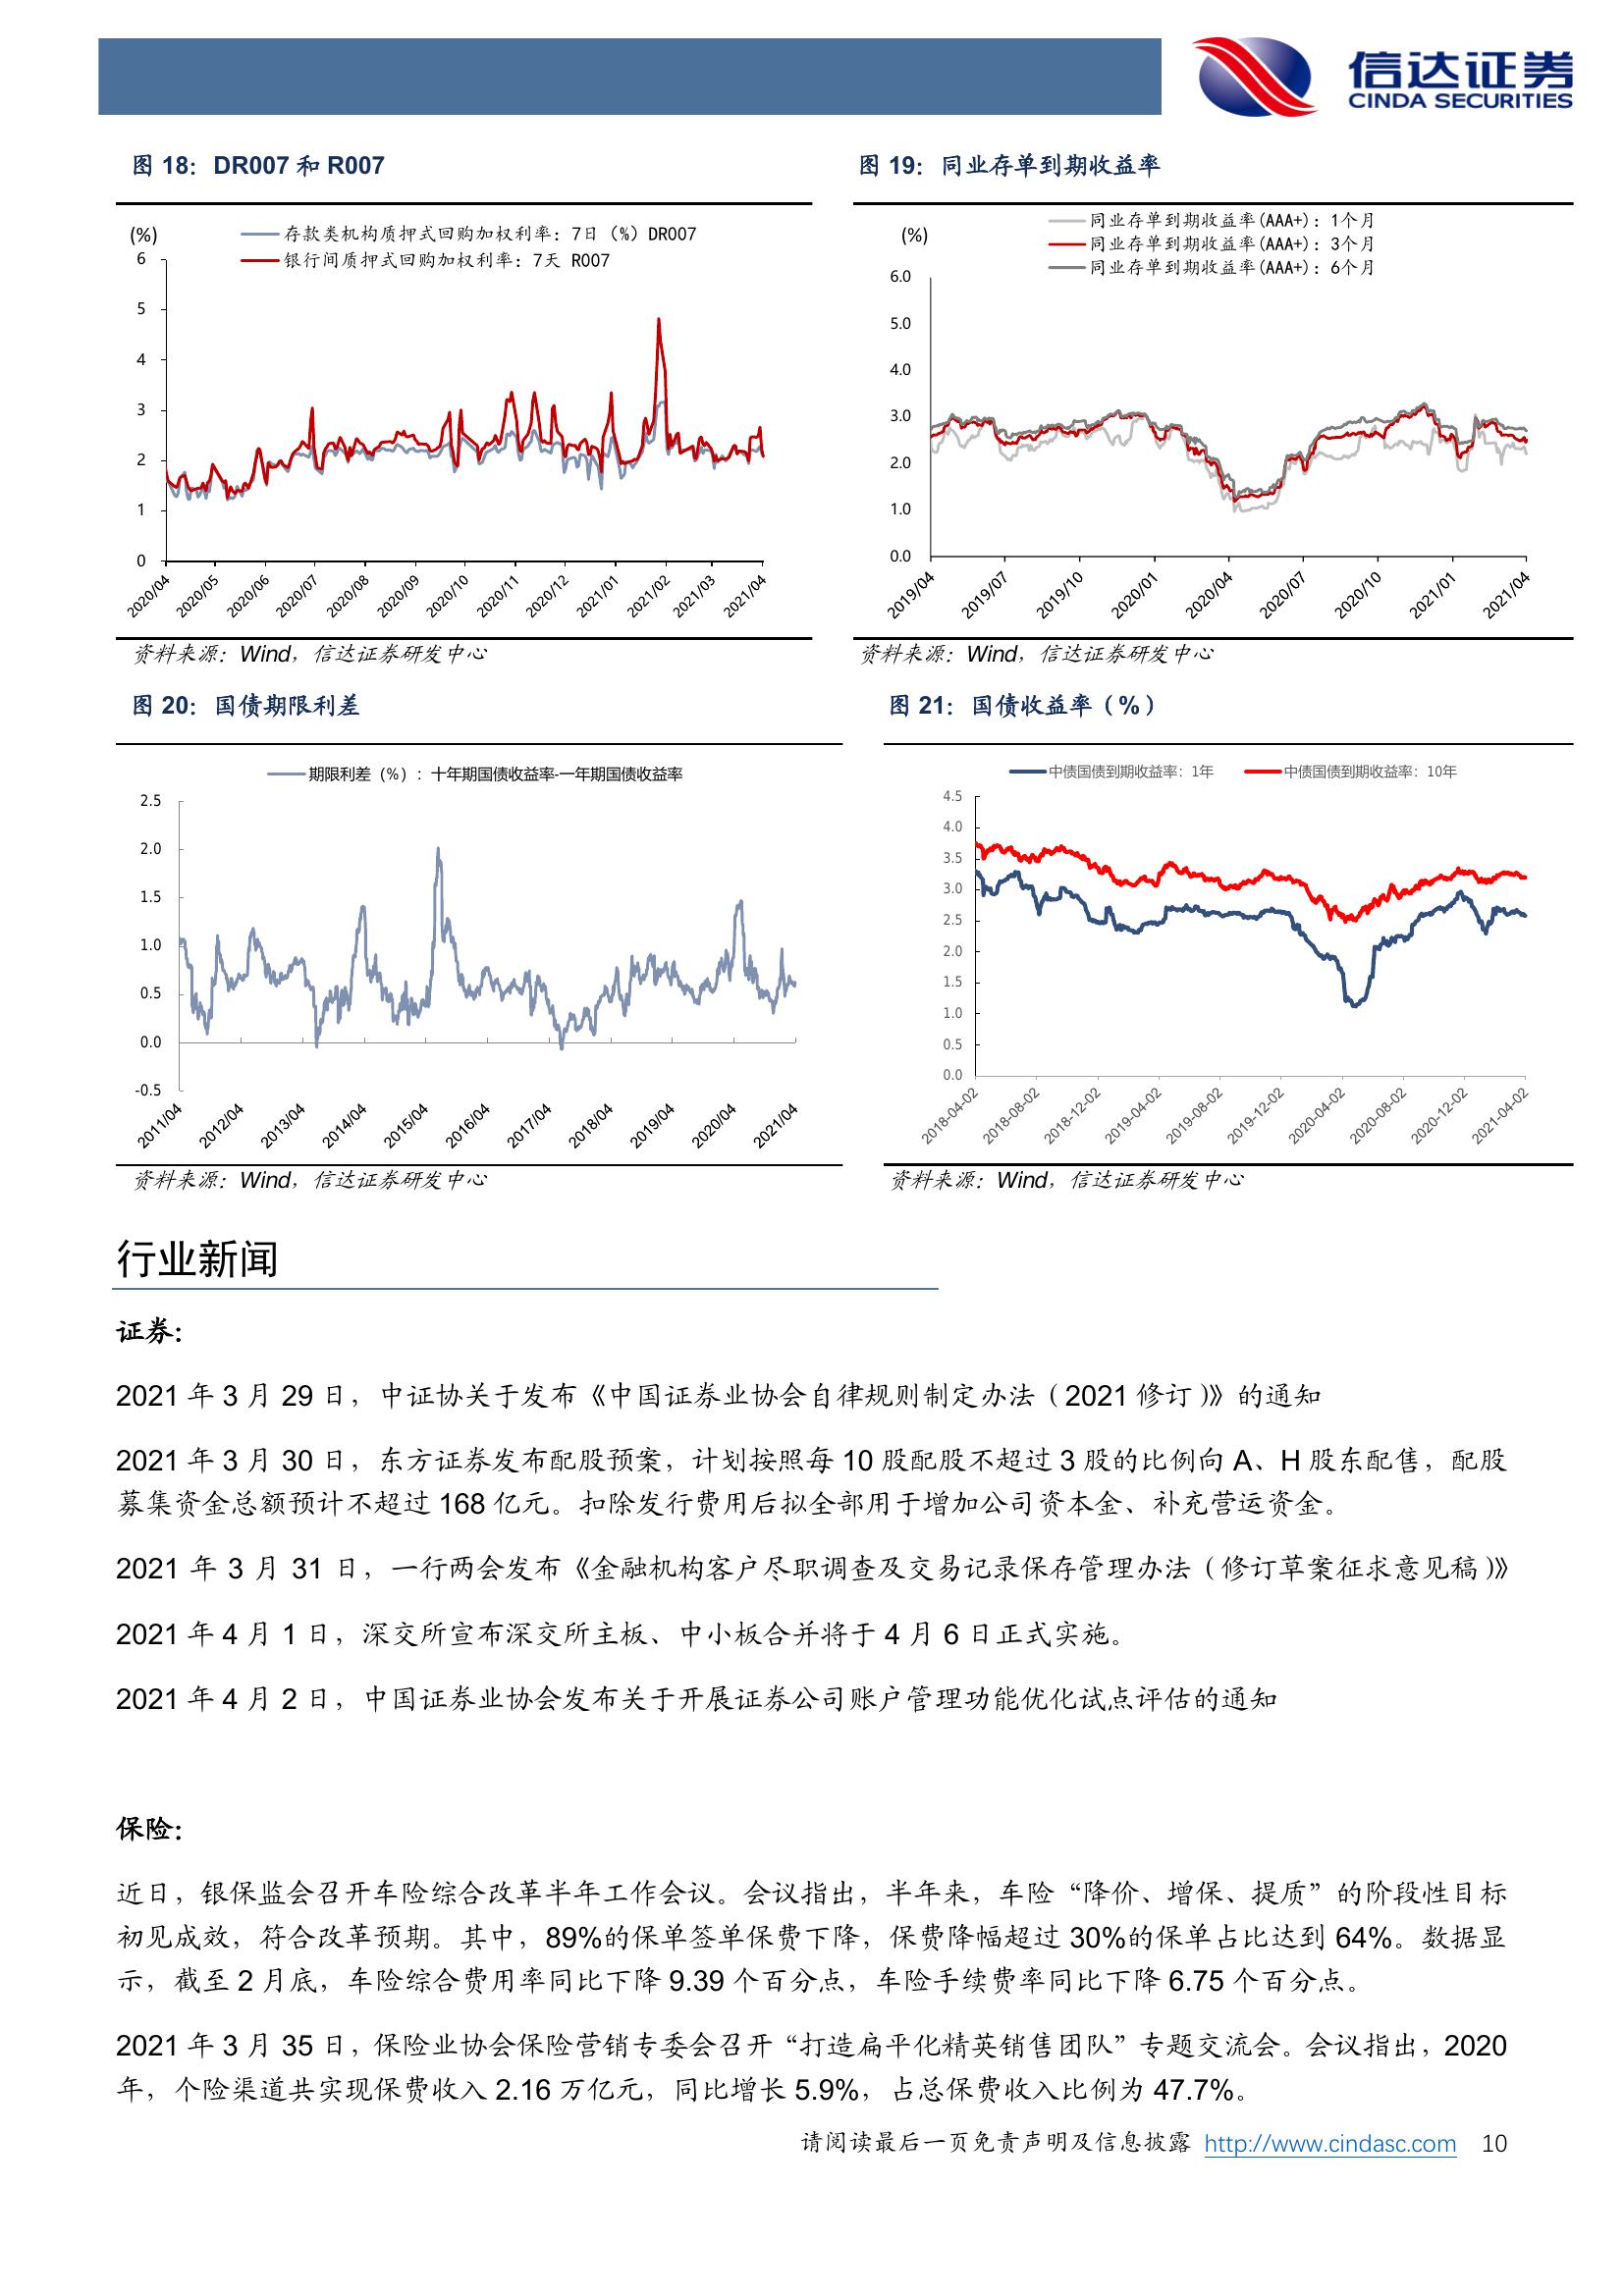 信达证券
CINDA SECURITIES
图 18：DR007 和 R007
(%)
存款类机构质押式回购加权利率：7日（%）DR007
银行间质押式回购加权利率：7天 R007
6
5
4
3
2
1
0
2020/04 2020/05 2020/06 2020/07 2020/08 2020/09 2020/10 2020/11 2020/12 2021/01 2021/02 2021/03 2021/04
资料来源：Wind，信达证券研发中心
图 19：同业存单到期收益率
(%)
同业存单到期收益率(AAA+)：1个月
同业存单到期收益率(AAA+)：3个月
同业存单到期收益率(AAA+)：6个月
6.0
5.0
4.0
3.0
2.0
1.0
0.0
2019/04 2019/07 2019/10 2020/01 2020/04 2020/07 2020/10 2021/01 2021/04
资料来源：Wind，信达证券研发中心
图 20：国债期限利差
期限利差（%）：十年期国债收益率-一年期国债收益率
2.5
2.0
1.5
1.0
0.5
0.0
-0.5
2011/04 2012/04 2013/04 2014/04 2015/04 2016/04 2017/04 2018/04 2019/04 2020/04 2021/04
资料来源：Wind，信达证券研发中心
图 21：国债收益率（%）
中债国债到期收益率：1年 中债国债到期收益率：10年
4.5
4.0
3.5
3.0
2.5
2.0
1.5
1.0
0.5
0.0
2018-04-02 2018-08-02 2018-12-02 2019-04-02 2019-08-02 2019-12-02 2020-04-02 2020-08-02 2020-12-02 2021-04-02
资料来源：Wind，信达证券研发中心
行业新闻
证券：
2021 年 3 月 29 日，中证协关于发布《中国证券业协会自律规则制定办法（2021 修订）》的通知
2021 年 3 月 30 日，东方证券发布配股预案，计划按照每 10 股配股不超过 3 股的比例向 A、H 股东配售，配股
募集资金总额预计不超过 168 亿元。扣除发行费用后拟全部用于增加公司资本金、补充营运资金。
2021 年 3 月 31 日，一行两会发布《金融机构客户尽职调查及交易记录保存管理办法（修订草案征求意见稿）》
2021 年 4 月 1 日，深交所宣布深交所主板、中小板合并将于 4 月 6 日正式实施。
2021 年 4 月 2 日，中国证券业协会发布关于开展证券公司账户管理功能优化试点评估的通知
保险：
近日，银保监会召开车险综合改革半年工作会议。会议指出，半年来，车险“降价、增保、提质”的阶段性目标
初见成效，符合改革预期。其中，89%的保单签单保费下降，保费降幅超过 30%的保单占比达到 64%。数据显
示，截至 2 月底，车险综合费用率同比下降 9.39 个百分点，车险手续费率同比下降 6.75 个百分点。
2021 年 3 月 35 日，保险业协会保险营销专委会召开“打造扁平化精英销售团队”专题交流会。会议指出，2020
年，个险渠道共实现保费收入 2.16 万亿元，同比增长 5.9%，占总保费收入比例为 47.7%。
请阅读最后一页免责声明及信息披露 http://www.cindasc.com 10